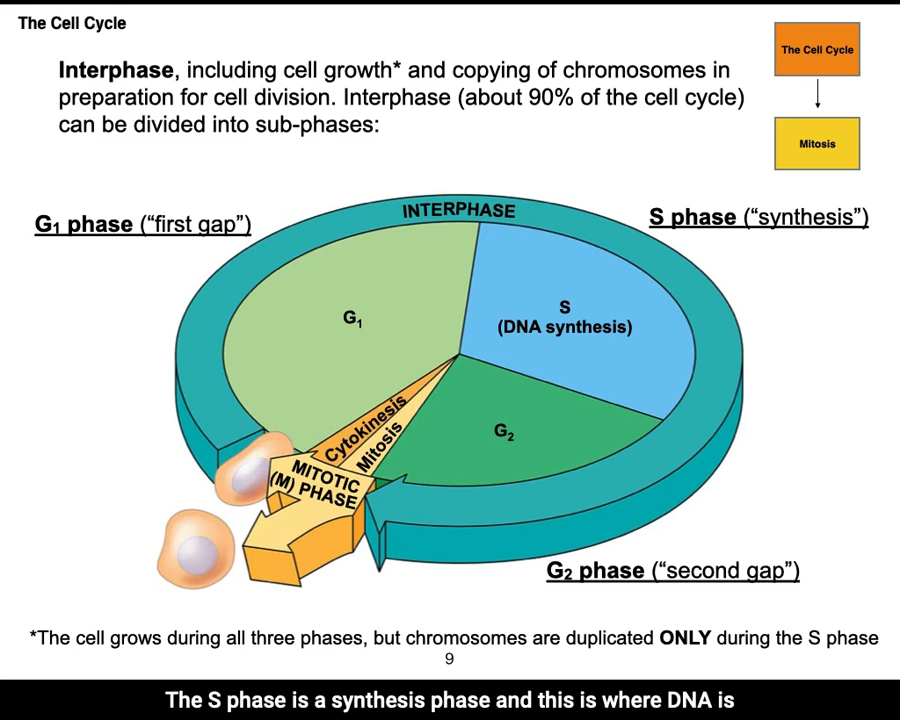 The Cell Cycle
Interphase, including cell growth* and copying of chromosomes in
preparation for cell division. Interphase (about 90% of the cell cycle)
can be divided into sub-phases:
The Cell Cycle
Mitosis
G₁ phase (“first gap”)
INTERPHASE
S phase (“synthesis”)
G₁
S
(DNA synthesis)
Cytokinesis
Mitosis
G₂
MITOTIC
(M) PHASE
G₂ phase (“second gap”)
*The cell grows during all three phases, but chromosomes are duplicated ONLY during the S phase
9
The S phase is a synthesis phase and this is where DNA is